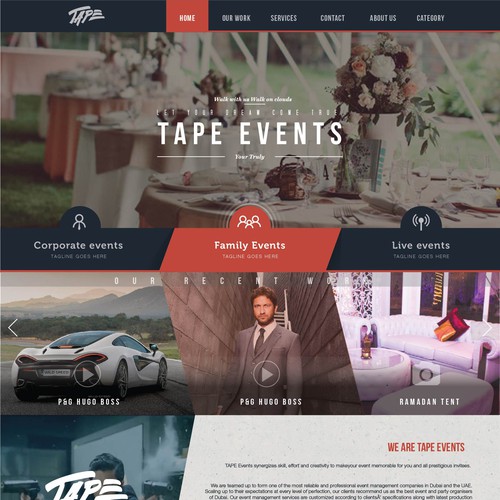 TAPE
HOME OUR WORK SERVICES CONTACT ABOUT US CATEGORY
Walk with us Walk on clouds
LET YOUR DREAM COME TRUE
TAPE EVENTS
Your Truly
Corporate events
TAGLINE GOES HERE
Family Events
TAGLINE GOES HERE
Live events
TAGLINE GOES HERE
OUR RECENT WORK
P&G HUGO BOSS
P&G HUGO BOSS
RAMADAN TENT
WE ARE TAPE EVENTS
TAPE Events synergizes skill, effort and creativity to makeyour event memorable for you and all prestigious invitees.
We are teamed up to form one of the most reliable and professional event management companies in Dubai and the UAE.
Scaling up to their expectations at every level of perfection, our clients recommend us as the best event and party organisers
of Dubai. Our event management services are customized according to clients' specifications along with latest production
TAPE